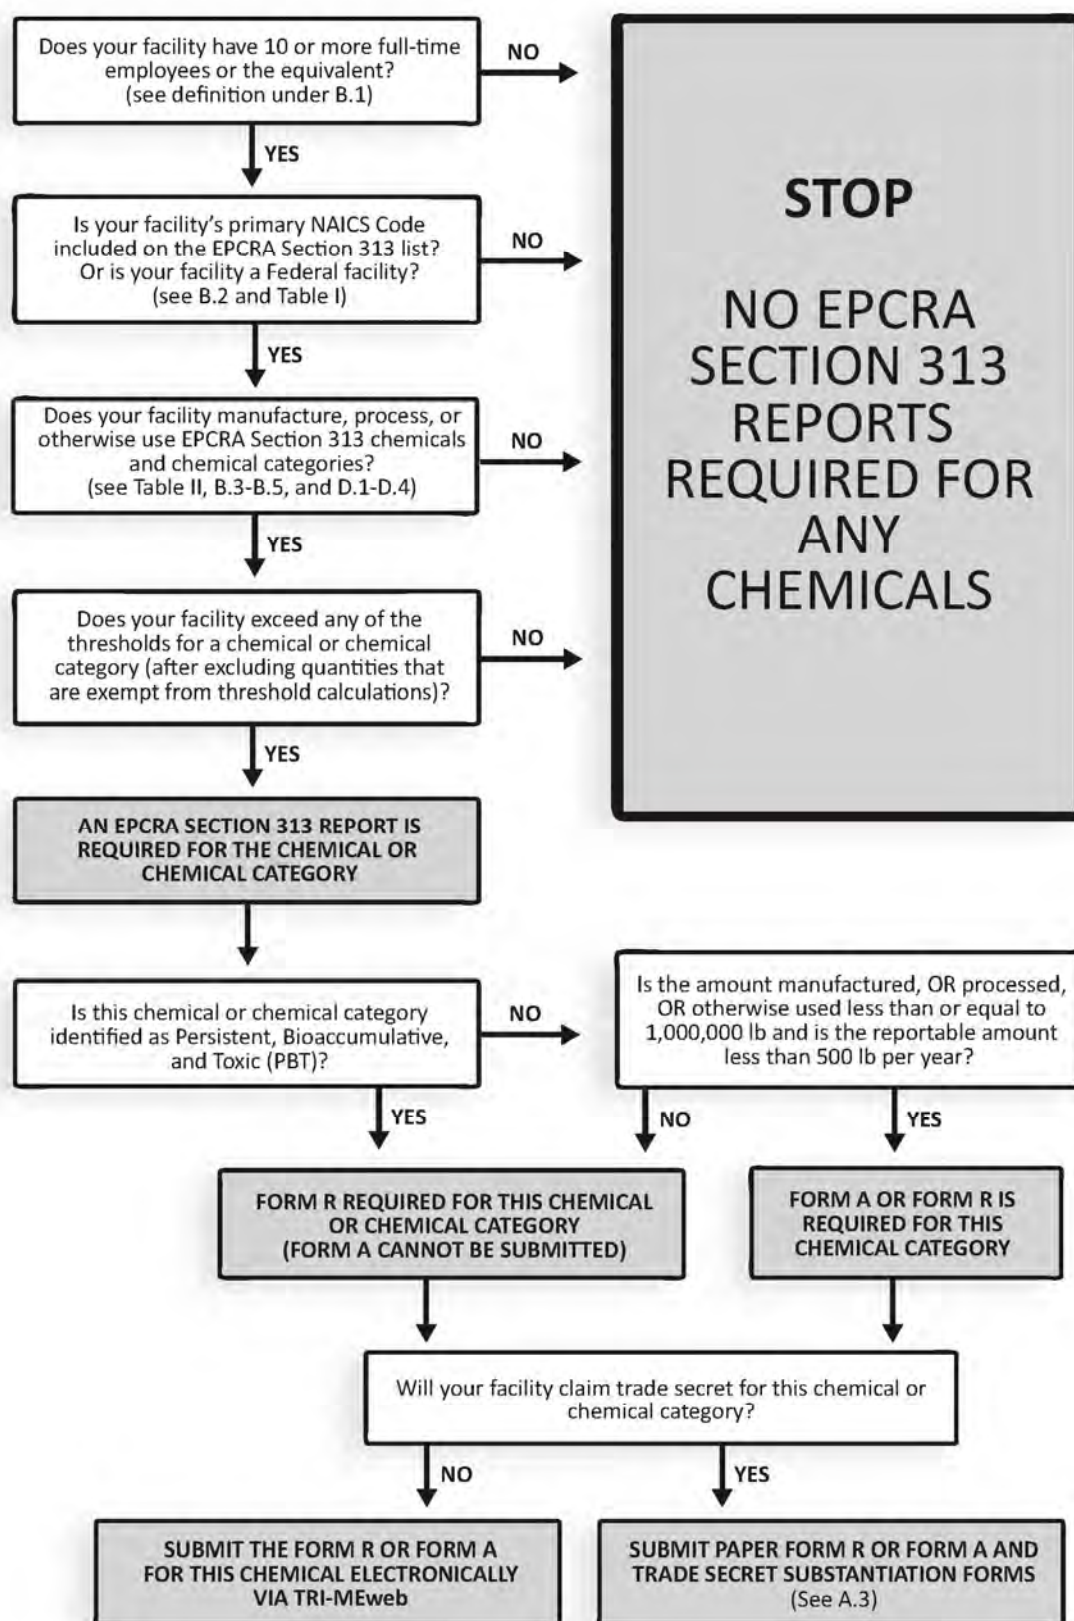 Does your facility have 10 or more full-time
employees or the equivalent?
(see definition under B.1)
NO
YES
Is your facility's primary NAICS Code
included on the EPCRA Section 313 list?
Or is your facility a Federal facility?
(see B.2 and Table I)
NO
YES
Does your facility manufacture, process, or
otherwise use EPCRA Section 313 chemicals
and chemical categories?
(see Table II, B.3-B.5, and D.1-D.4)
NO
YES
Does your facility exceed any of the
thresholds for a chemical or chemical
category (after excluding quantities that
are exempt from threshold calculations)?
NO
YES
STOP
NO EPCRA
SECTION 313
REPORTS
REQUIRED FOR
ANY
CHEMICALS
AN EPCRA SECTION 313 REPORT IS
REQUIRED FOR THE CHEMICAL OR
CHEMICAL CATEGORY
Is this chemical or chemical category
identified as Persistent, Bioaccumulative,
and Toxic (PBT)?
NO
YES
Is the amount manufactured, OR processed,
OR otherwise used less than or equal to
1,000,000 lb and is the reportable amount
less than 500 lb per year?
NO
YES
FORM R REQUIRED FOR THIS CHEMICAL
OR CHEMICAL CATEGORY
(FORM A CANNOT BE SUBMITTED)
FORM A OR FORM R IS
REQUIRED FOR THIS
CHEMICAL CATEGORY
Will your facility claim trade secret for this chemical or
chemical category?
NO
YES
SUBMIT THE FORM R OR FORM A
FOR THIS CHEMICAL ELECTRONICALLY
VIA TRI-MEweb
SUBMIT PAPER FORM R OR FORM A AND
TRADE SECRET SUBSTANTIATION FORMS
(See A.3)